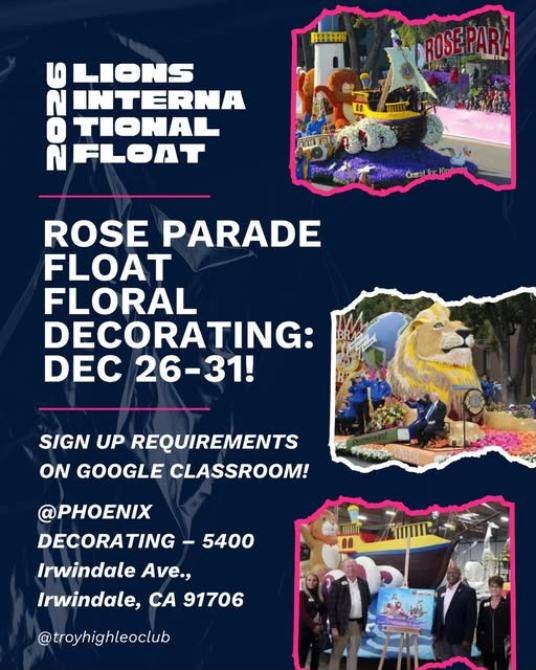 2026
LIONS
INTERNA
TIONAL
FLOAT
ROSE PARA
ROSE PARADE
FLOAT
FLORAL
DECORATING:
DEC 26-31!
SIGN UP REQUIREMENTS
ON GOOGLE CLASSROOM!
@PHOENIX
DECORATING – 5400
Irwindale Ave.,
Irwindale, CA 91706
@troyhighleoclub